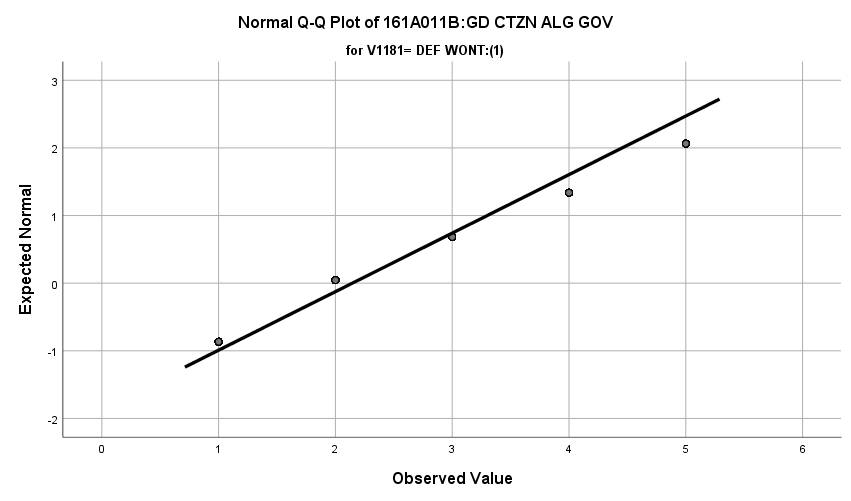 Normal Q-Q Plot of 161A011B:GD CTZN ALG GOV
for V1181= DEF WONT:(1)
3
2
1
0
-1
-2
Expected Normal
0 1 2 3 4 5 6
Observed Value